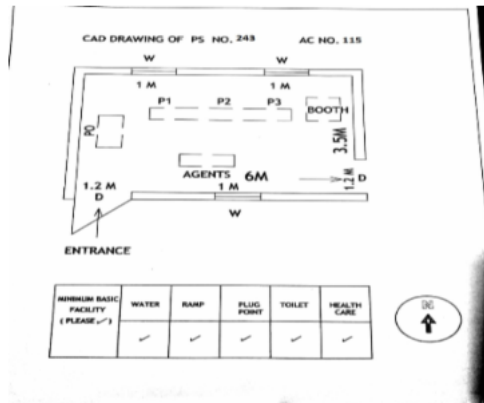 CAD DRAWING OF PS NO. 243 AC NO. 115
W W
1 M 1 M
P1 P2 P3
BOOTH
PO
3.5M
AGENTS 6M
1.2 M 1 M 1.2 M D
D
W
ENTRANCE
MINIMUM BASIC FACILITY ( PLEASE ✓ ) WATER RAMP PLUG POINT TOILET HEALTH CARE
✓ ✓ ✓ ✓ ✓
N